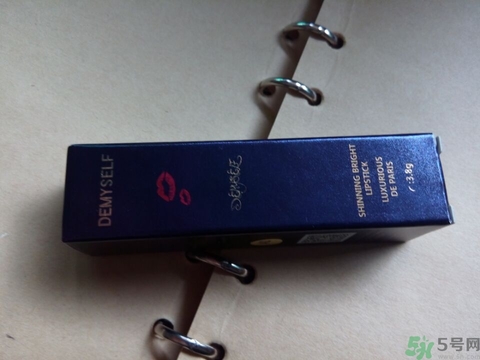 DEMYSELF
SHINNING BRIGHT
LIPSTICK
LUXURIOUS
DE PARIS
:3.8g
5号网